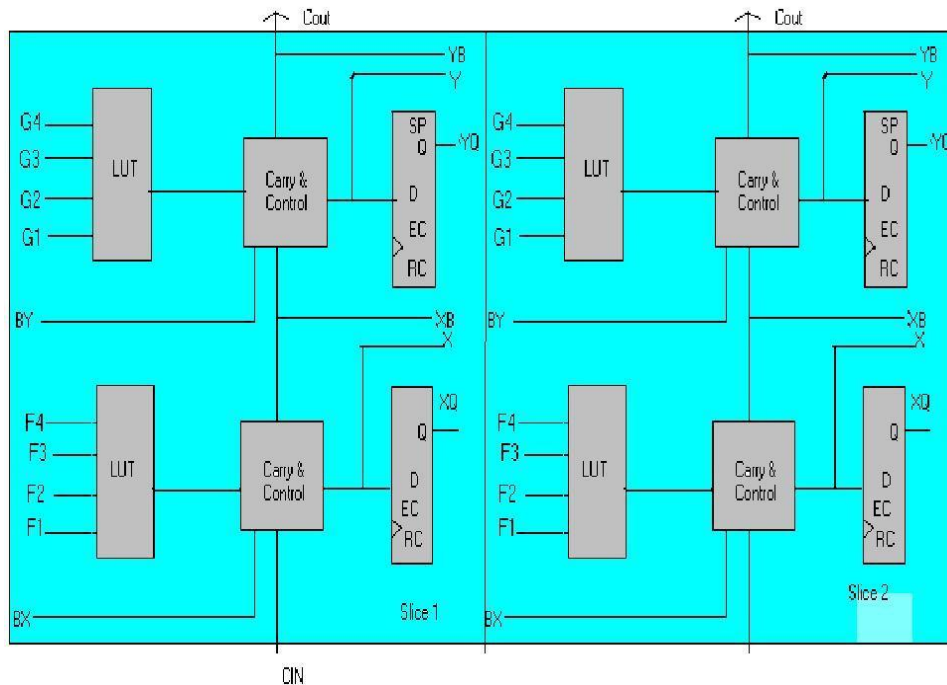 Cout
Cout
YB
Y
G4
G3
G2
G1
LUT
Carry &
Control
SP
Q
D
EC
RC
YQ
BY
XB
X
F4
F3
F2
F1
LUT
Carry &
Control
XQ
Q
D
EC
RC
BX
Slice 1
YB
Y
G4
G3
G2
G1
LUT
Carry &
Control
SP
Q
D
EC
RC
YQ
BY
XB
X
F4
F3
F2
F1
LUT
Carry &
Control
XQ
Q
D
EC
RC
BX
Slice 2
CIN